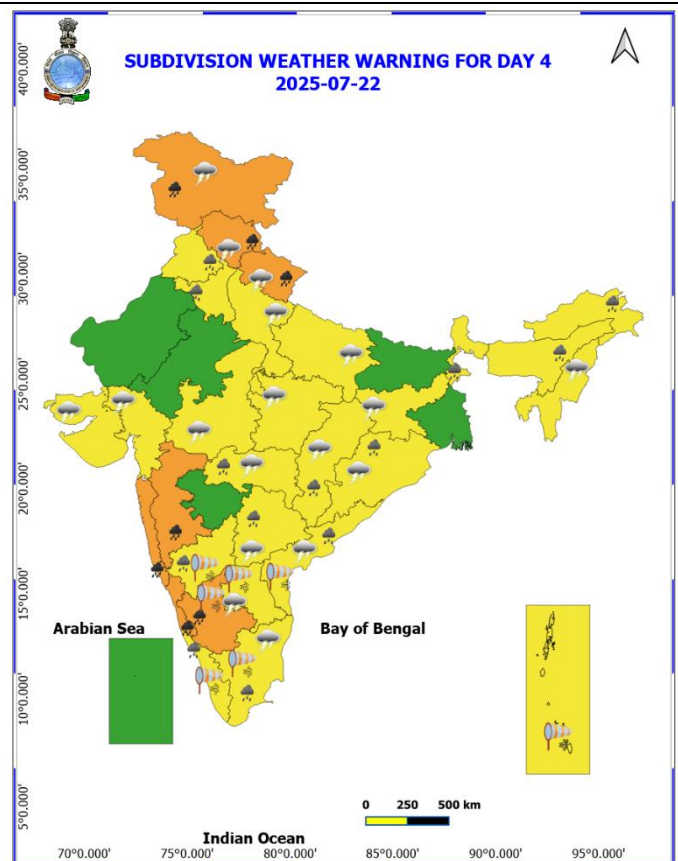 SUBDIVISION WEATHER WARNING FOR DAY 4
2025-07-22
40°0.000'
35°0.000'
30°0.000'
25°0.000'
20°0.000'
15°0.000'
10°0.000'
5°0.000'
Arabian Sea
Bay of Bengal
0 250 500 km
Indian Ocean
70°0.000' 75°0.000' 80°0.000' 85°0.000' 90°0.000' 95°0.000'